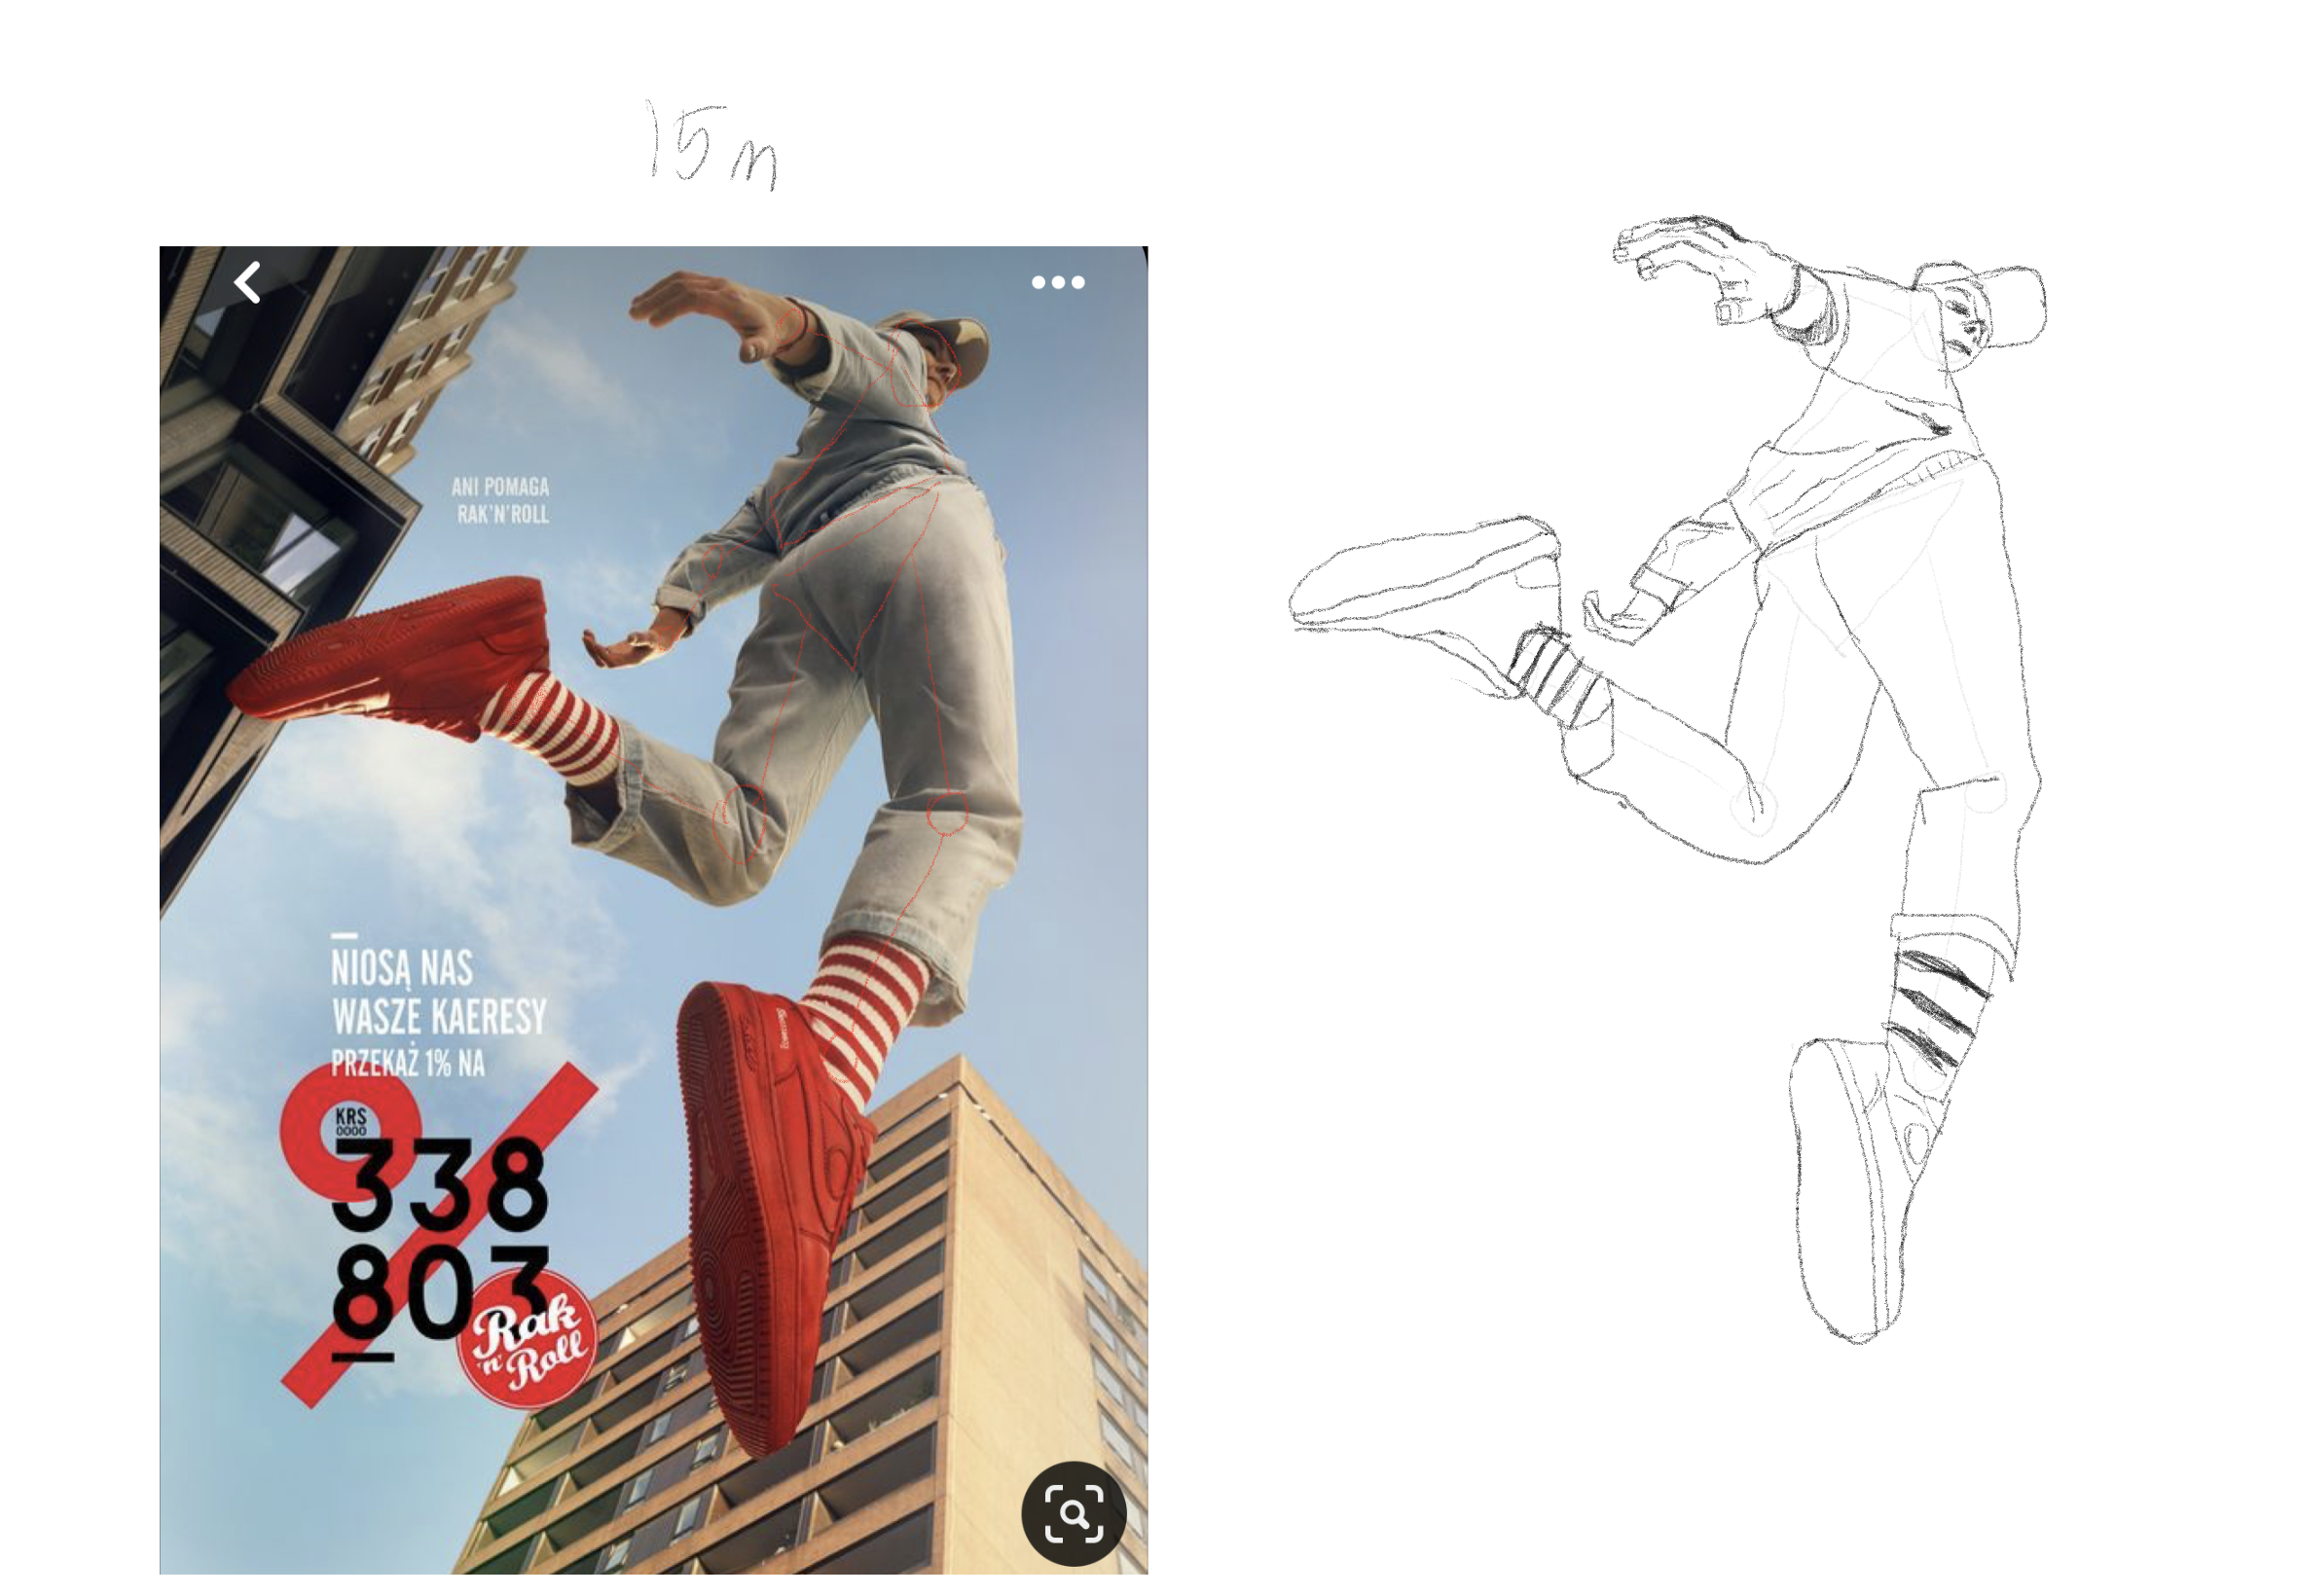 15m
ANI POMAGA
RAK'N'ROLL
NIOSĄ NAS
WASZE KAERESY
PRZEKAŻ 1% NA
KRS
0000
338
803
Rak
'n'
Roll